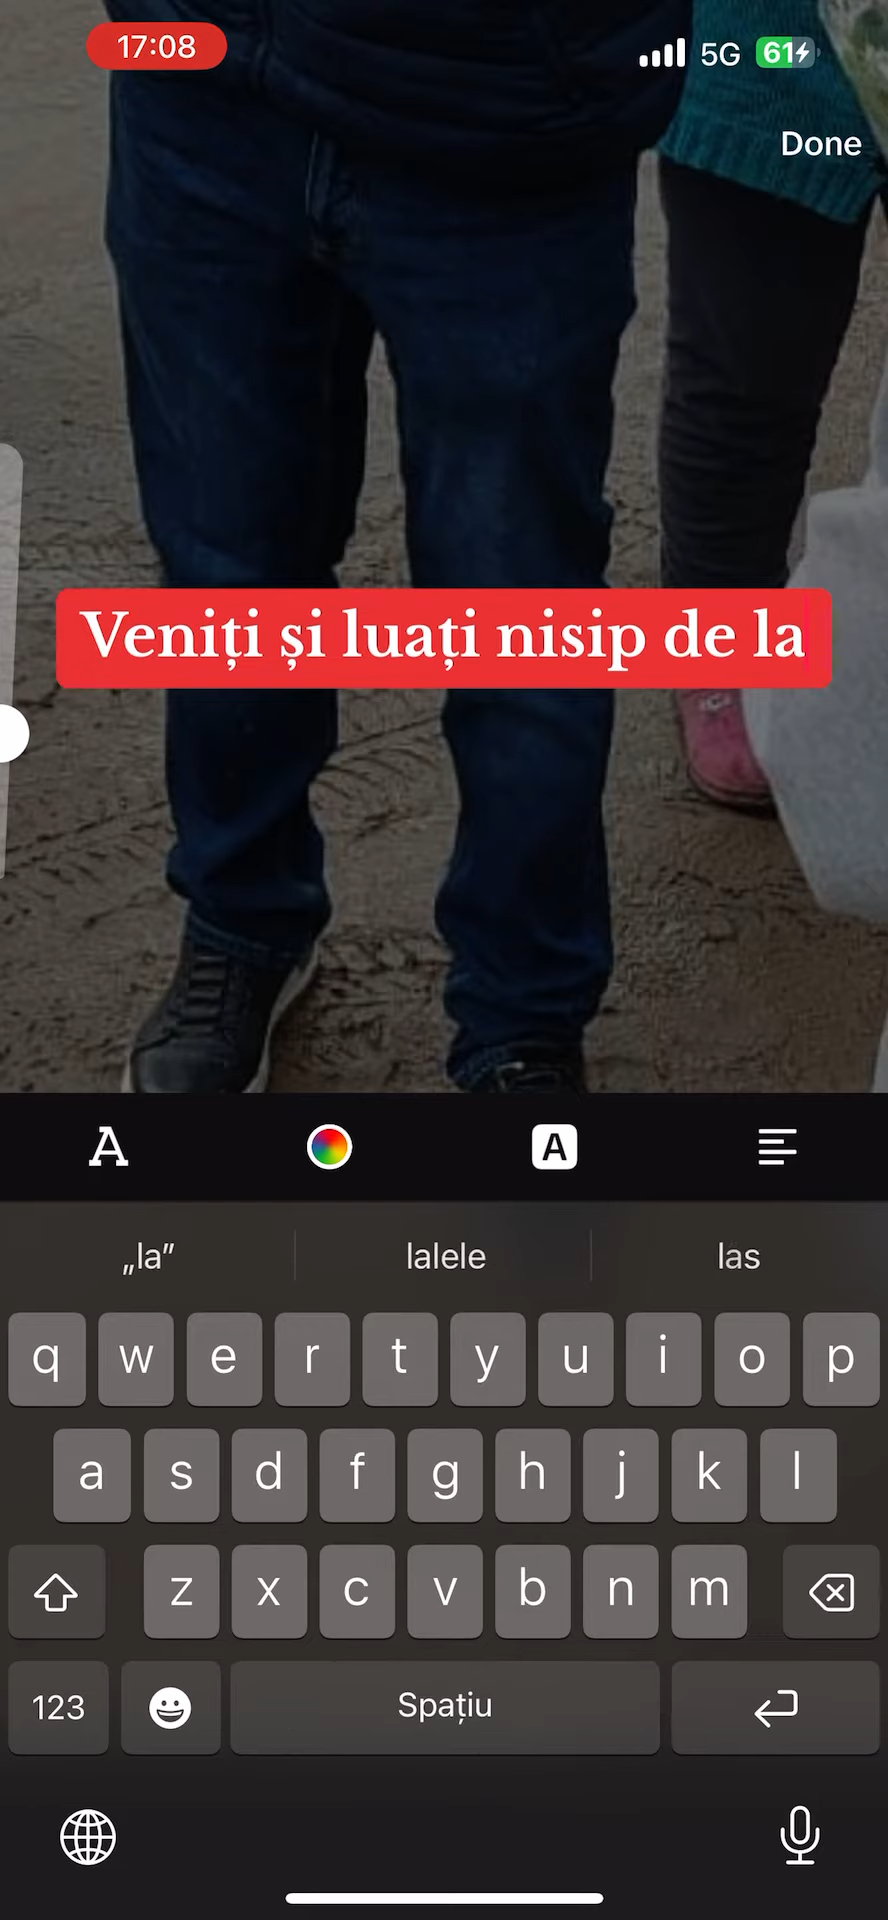 17:08
5G 61
Done
Veniți și luați nisip de la
A A
„la” lalele las
q w e r t y u i o p
a s d f g h j k l
z x c v b n m
123 Spațiu